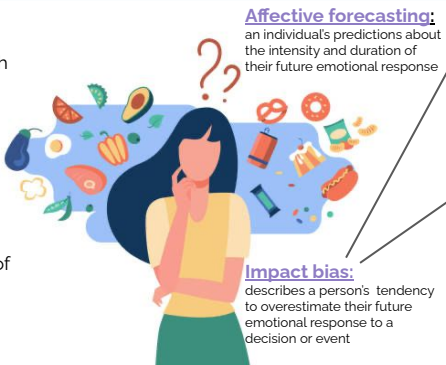 Affective forecasting:
an individual's predictions about
the intensity and duration of
their future emotional response
n
??
of
Impact bias:
describes a person's tendency
to overestimate their future
emotional response to a
decision or event